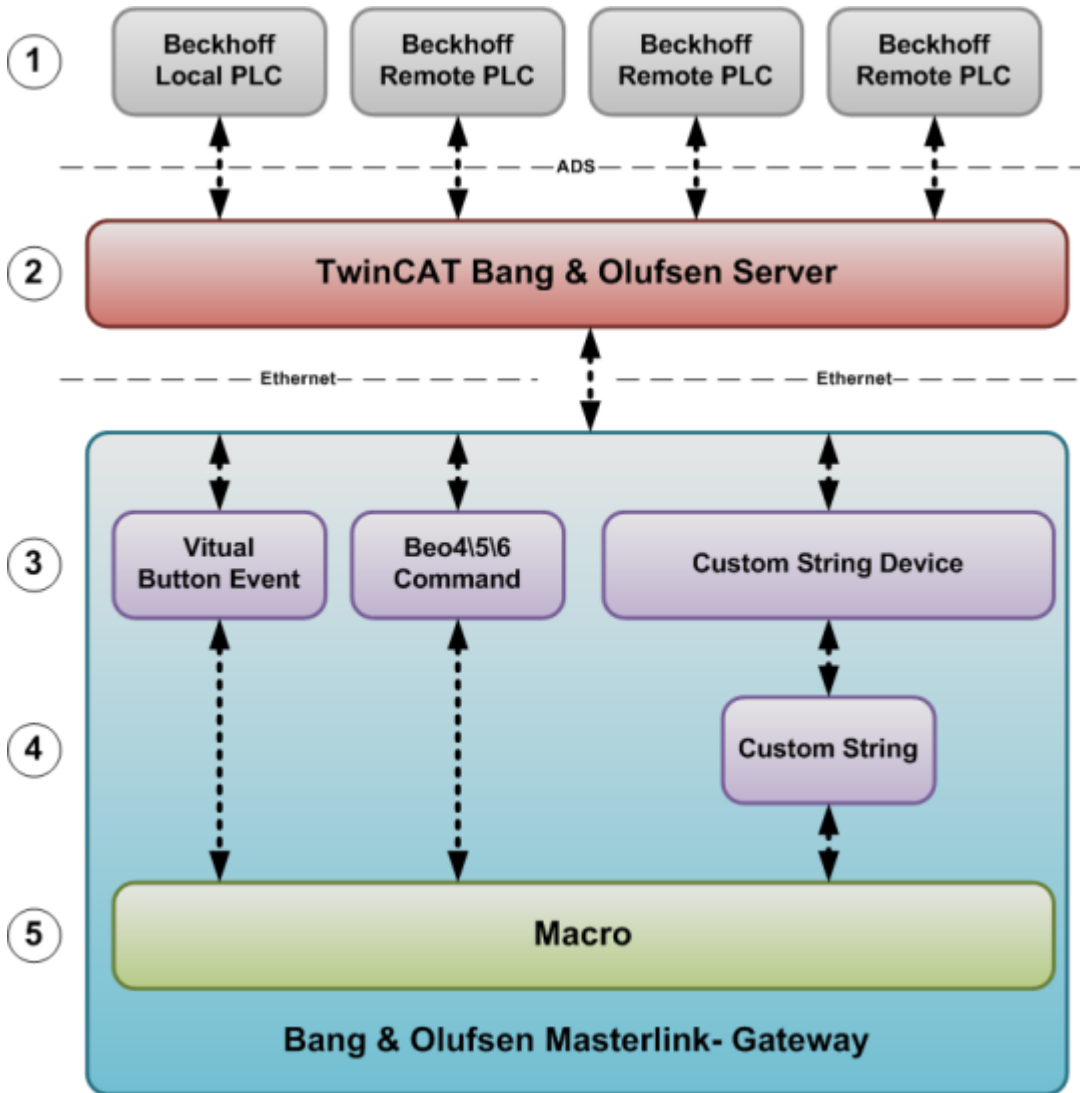 1
Beckhoff
Local PLC
Beckhoff
Remote PLC
Beckhoff
Remote PLC
Beckhoff
Remote PLC
ADS
2
TwinCAT Bang & Olufsen Server
Ethernet
Ethernet
3
Vitual
Button Event
Beo4\5\6
Command
Custom String Device
4
Custom String
5
Macro
Bang & Olufsen Masterlink- Gateway